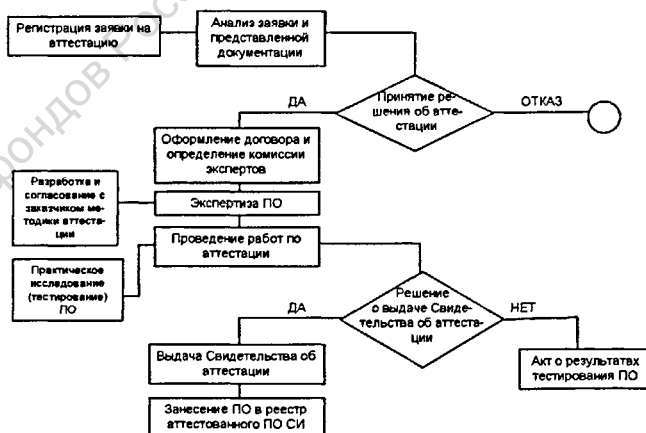 Регистрация заявки на
аттестацию
Анализ заявки и
представленной
документации
Принятие ре-
шения об атте-
стации
ДА
ОТКАЗ
Оформление договора и
определение комиссии
экспертов
Разработка и
согласование с
заказчиком ме-
тодики аттеста-
ции
Экспертиза ПО
Проведение работ по
аттестации
Практическое
исследование
(тестирование)
ПО
Решение
о выдаче Свиде-
тельства об аттеста-
ции
ДА
НЕТ
Выдача Свидетельства об
аттестации
Акт о результатах
тестирования ПО
Занесение ПО в реестр
аттестованного ПО СИ
фондов